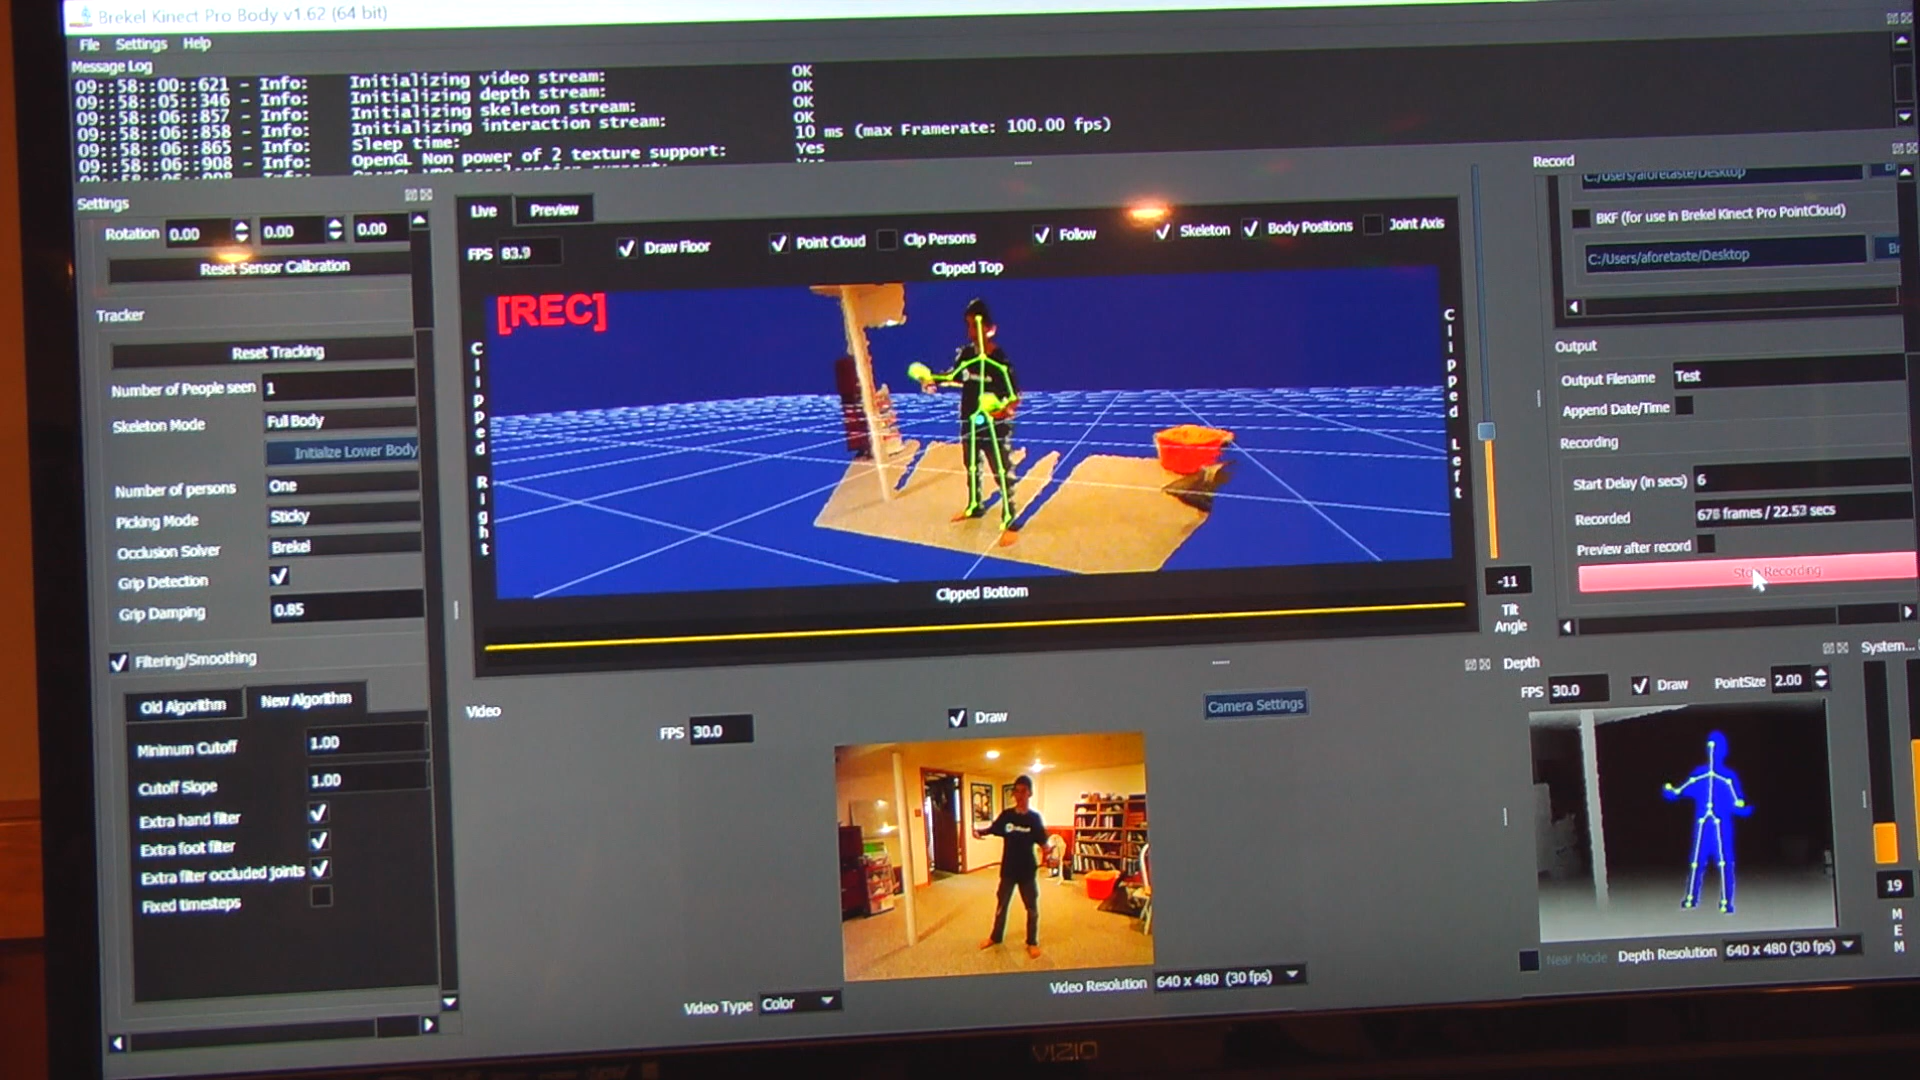 Brekel Kinect Pro Body v1.62 (64 bit)
File Settings Help
Message Log
09::58::00::621 - Info: Initializing video stream: OK
09::58::05::346 - Info: Initializing depth stream: OK
09::58::06::857 - Info: Initializing skeleton stream: OK
09::58::06::858 - Info: Initializing interaction stream: OK
09::58::06::865 - Info: Sleep time: 10 ms (max Framerate: 100.00 fps)
09::58::06::908 - Info: OpenGL Non power of 2 texture support: Yes
Settings
Rotation 0.00 0.00 0.00
Reset Sensor Calibration
Tracker
Reset Tracking
Number of People seen 1
Skeleton Mode Full Body
Initialize Lower Body
Number of persons One
Picking Mode Sticky
Occlusion Solver Brekel
Grip Detection
Grip Damping 0.85
Filtering/Smoothing
Old Algorithm New Algorithm
Minimum Cutoff 1.00
Cutoff Slope 1.00
Extra hand filter
Extra foot filter
Extra filter occluded joints
Fixed timesteps
Live Preview
FPS 83.9 Draw Floor Point Cloud Clip Persons Follow Skeleton Body Positions Joint Axis
Clipped Top
[REC]
Clipped Right
Clipped Left
Clipped Bottom
-11
Tilt
Angle
Video
FPS 30.0 Draw Camera Settings
Video Type Color
Video Resolution 640 x 480 (30 fps)
Record
C:/Users/aforetaste/Desktop
BKF (for use in Brekel Kinect Pro PointCloud)
C:/Users/aforetaste/Desktop
Output
Output Filename Test
Append Date/Time
Recording
Start Delay (in secs) 6
Recorded 678 frames / 22.53 secs
Preview after record
Stop Recording
Depth
FPS 30.0 Draw PointSize 2.00
Near Mode Depth Resolution 640 x 480 (30 fps)
System...
19
M
E
M
VIZIO